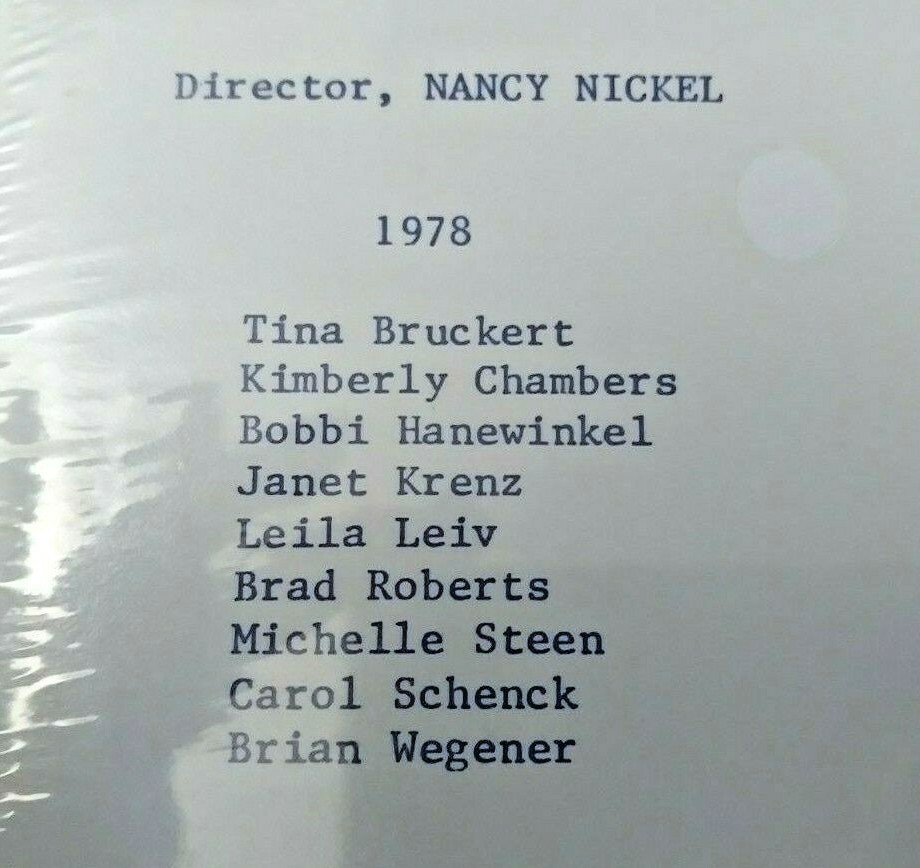 Director, NANCY NICKEL
1978
Tina Bruckert
Kimberly Chambers
Bobbi Hanewinkel
Janet Krenz
Leila Leiv
Brad Roberts
Michelle Steen
Carol Schenck
Brian Wegener